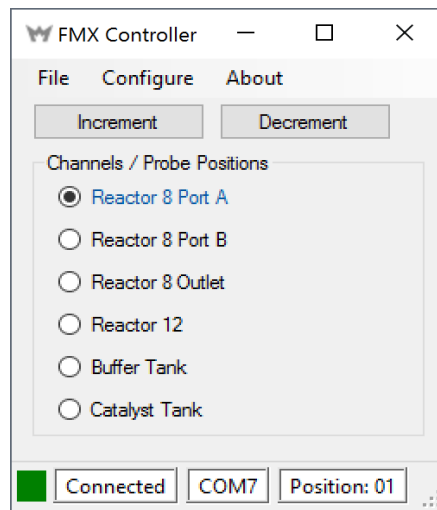 FMX Controller
File Configure About
Increment Decrement
Channels / Probe Positions
Reactor 8 Port A
Reactor 8 Port B
Reactor 8 Outlet
Reactor 12
Buffer Tank
Catalyst Tank
Connected COM7 Position: 01